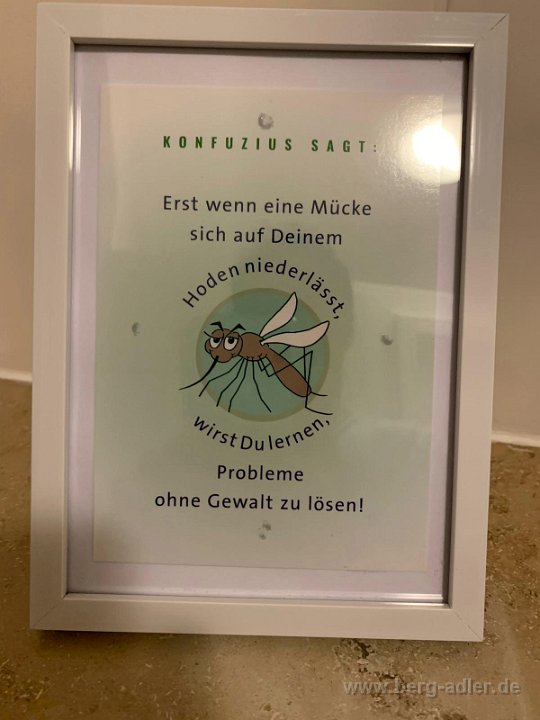 KONFUZIUS SAGT:
Erst wenn eine Mücke
sich auf Deinem
Hoden niederlässt,
wirst Du lernen,
Probleme
ohne Gewalt zu lösen!
www.berg-adler.de